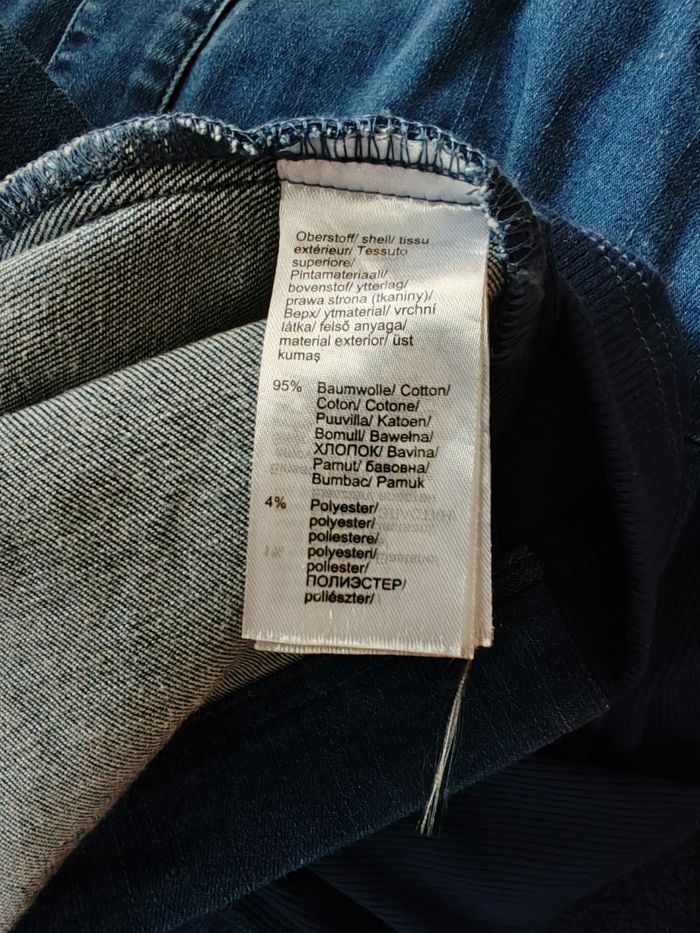 Oberstoff/ shell/ tissu
extérieur/ Tessuto
superiore/
Pintamateriaali/
bovenstof/ ytterlag/
prawa strona (tkaniny)/
Верх/ ytmaterial/ vrchní
látka/ felső anyaga/
material exterior/ üst
kumaş
95% Baumwolle/ Cotton/
Coton/ Cotone/
Puuvilla/ Katoen/
Bomull/ Bawełna/
ХЛОПОК/ Bavlna/
Pamut/ бавовна/
Bumbac/ Pamuk
4% Polyester/
polyester/
poliestere/
polyesteri/
poliester/
ПОЛИЭСТЕР/
poliészter/